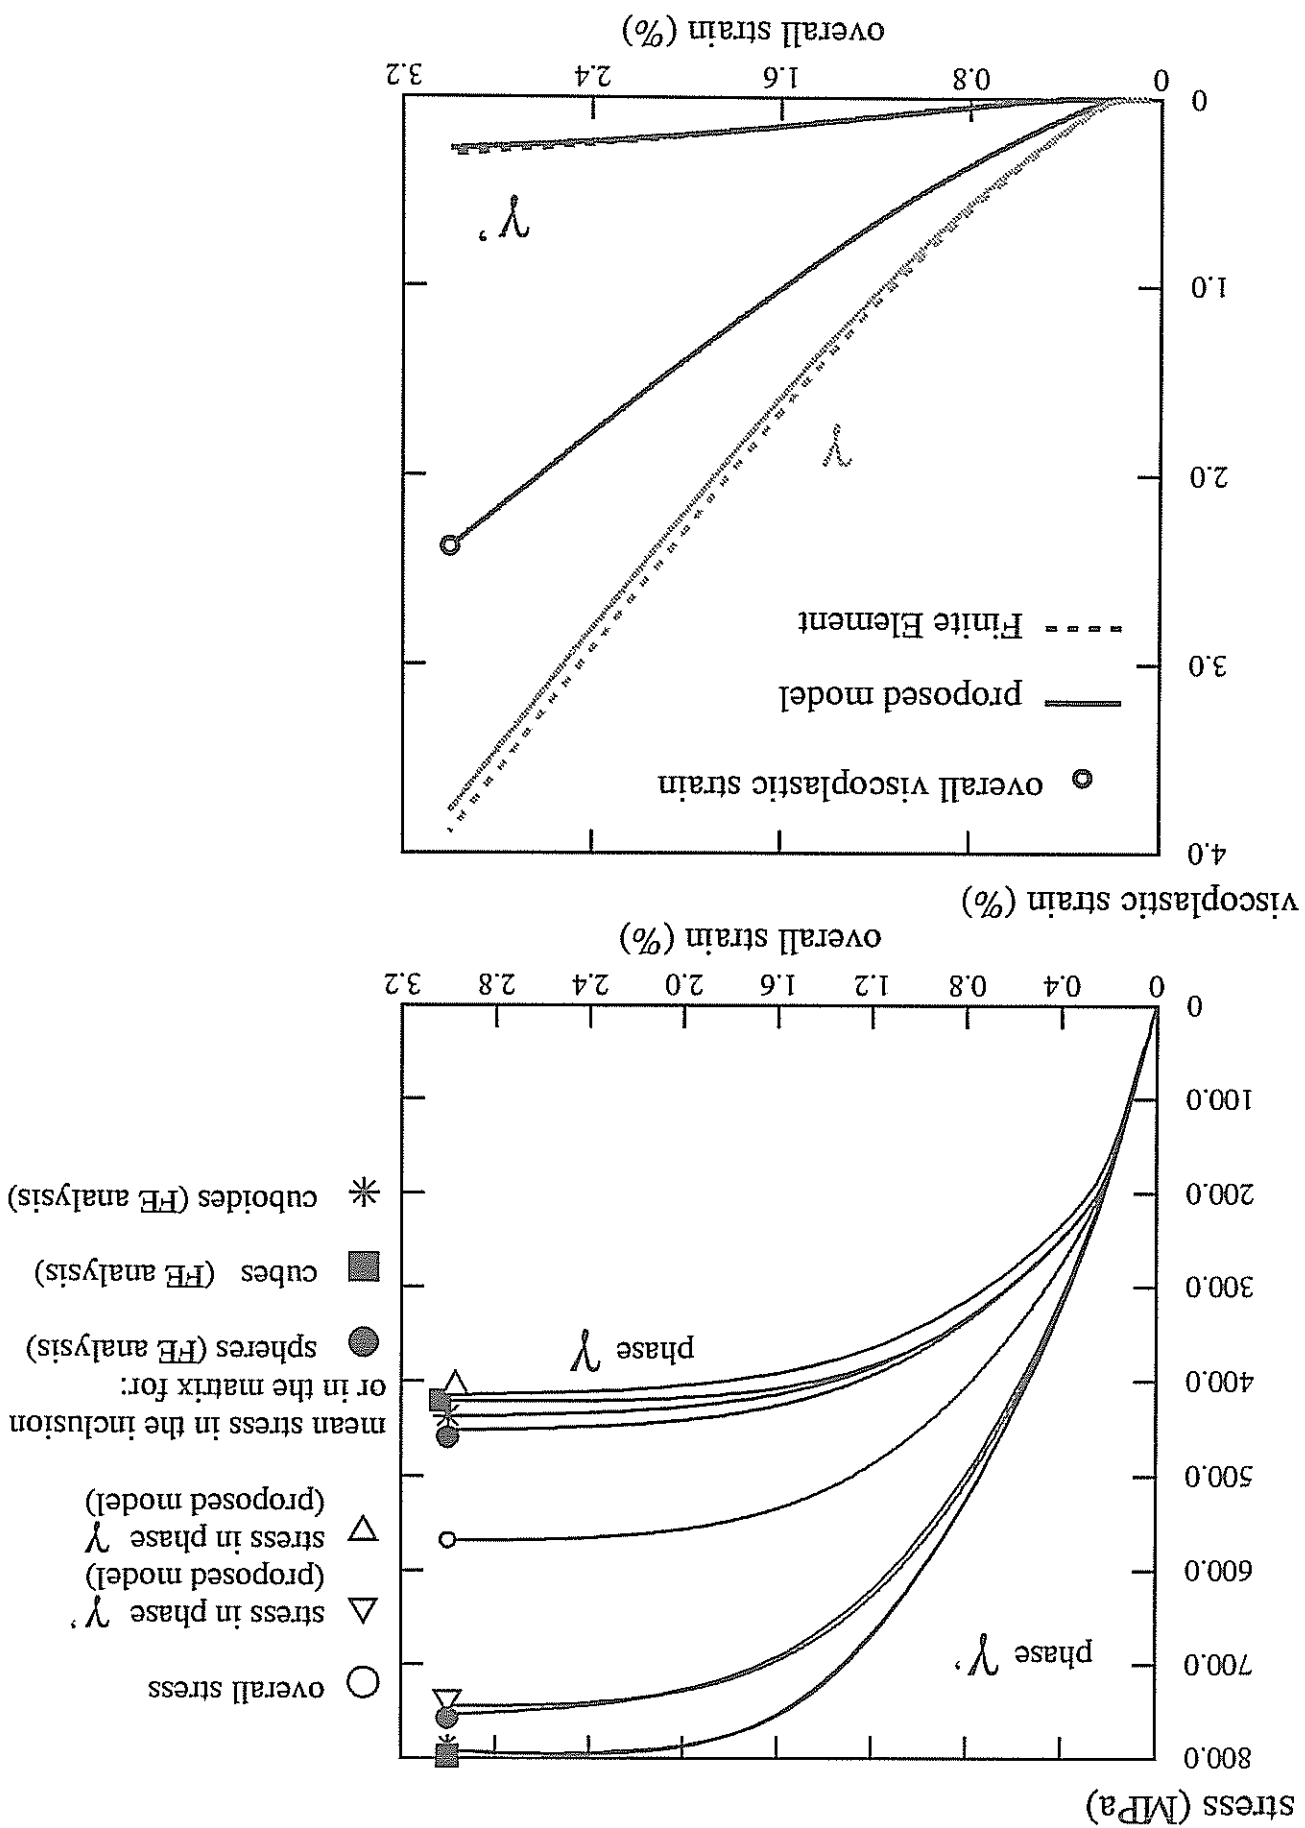 stress (MPa)
800.0
700.0
600.0
500.0
400.0
300.0
200.0
100.0
0
phase γ'
phase γ
0 0.4 0.8 1.2 1.6 2.0 2.4 2.8 3.2
overall strain (%)
overall stress
stress in phase γ'
(proposed model)
stress in phase γ
(proposed model)
mean stress in the inclusion
or in the matrix for:
spheres (FE analysis)
cubes (FE analysis)
cuboides (FE analysis)
viscoplastic strain (%)
4.0
3.0
2.0
1.0
0
overall viscoplastic strain
proposed model
Finite Element
γ
γ'
0 0.8 1.6 2.4 3.2
overall strain (%)